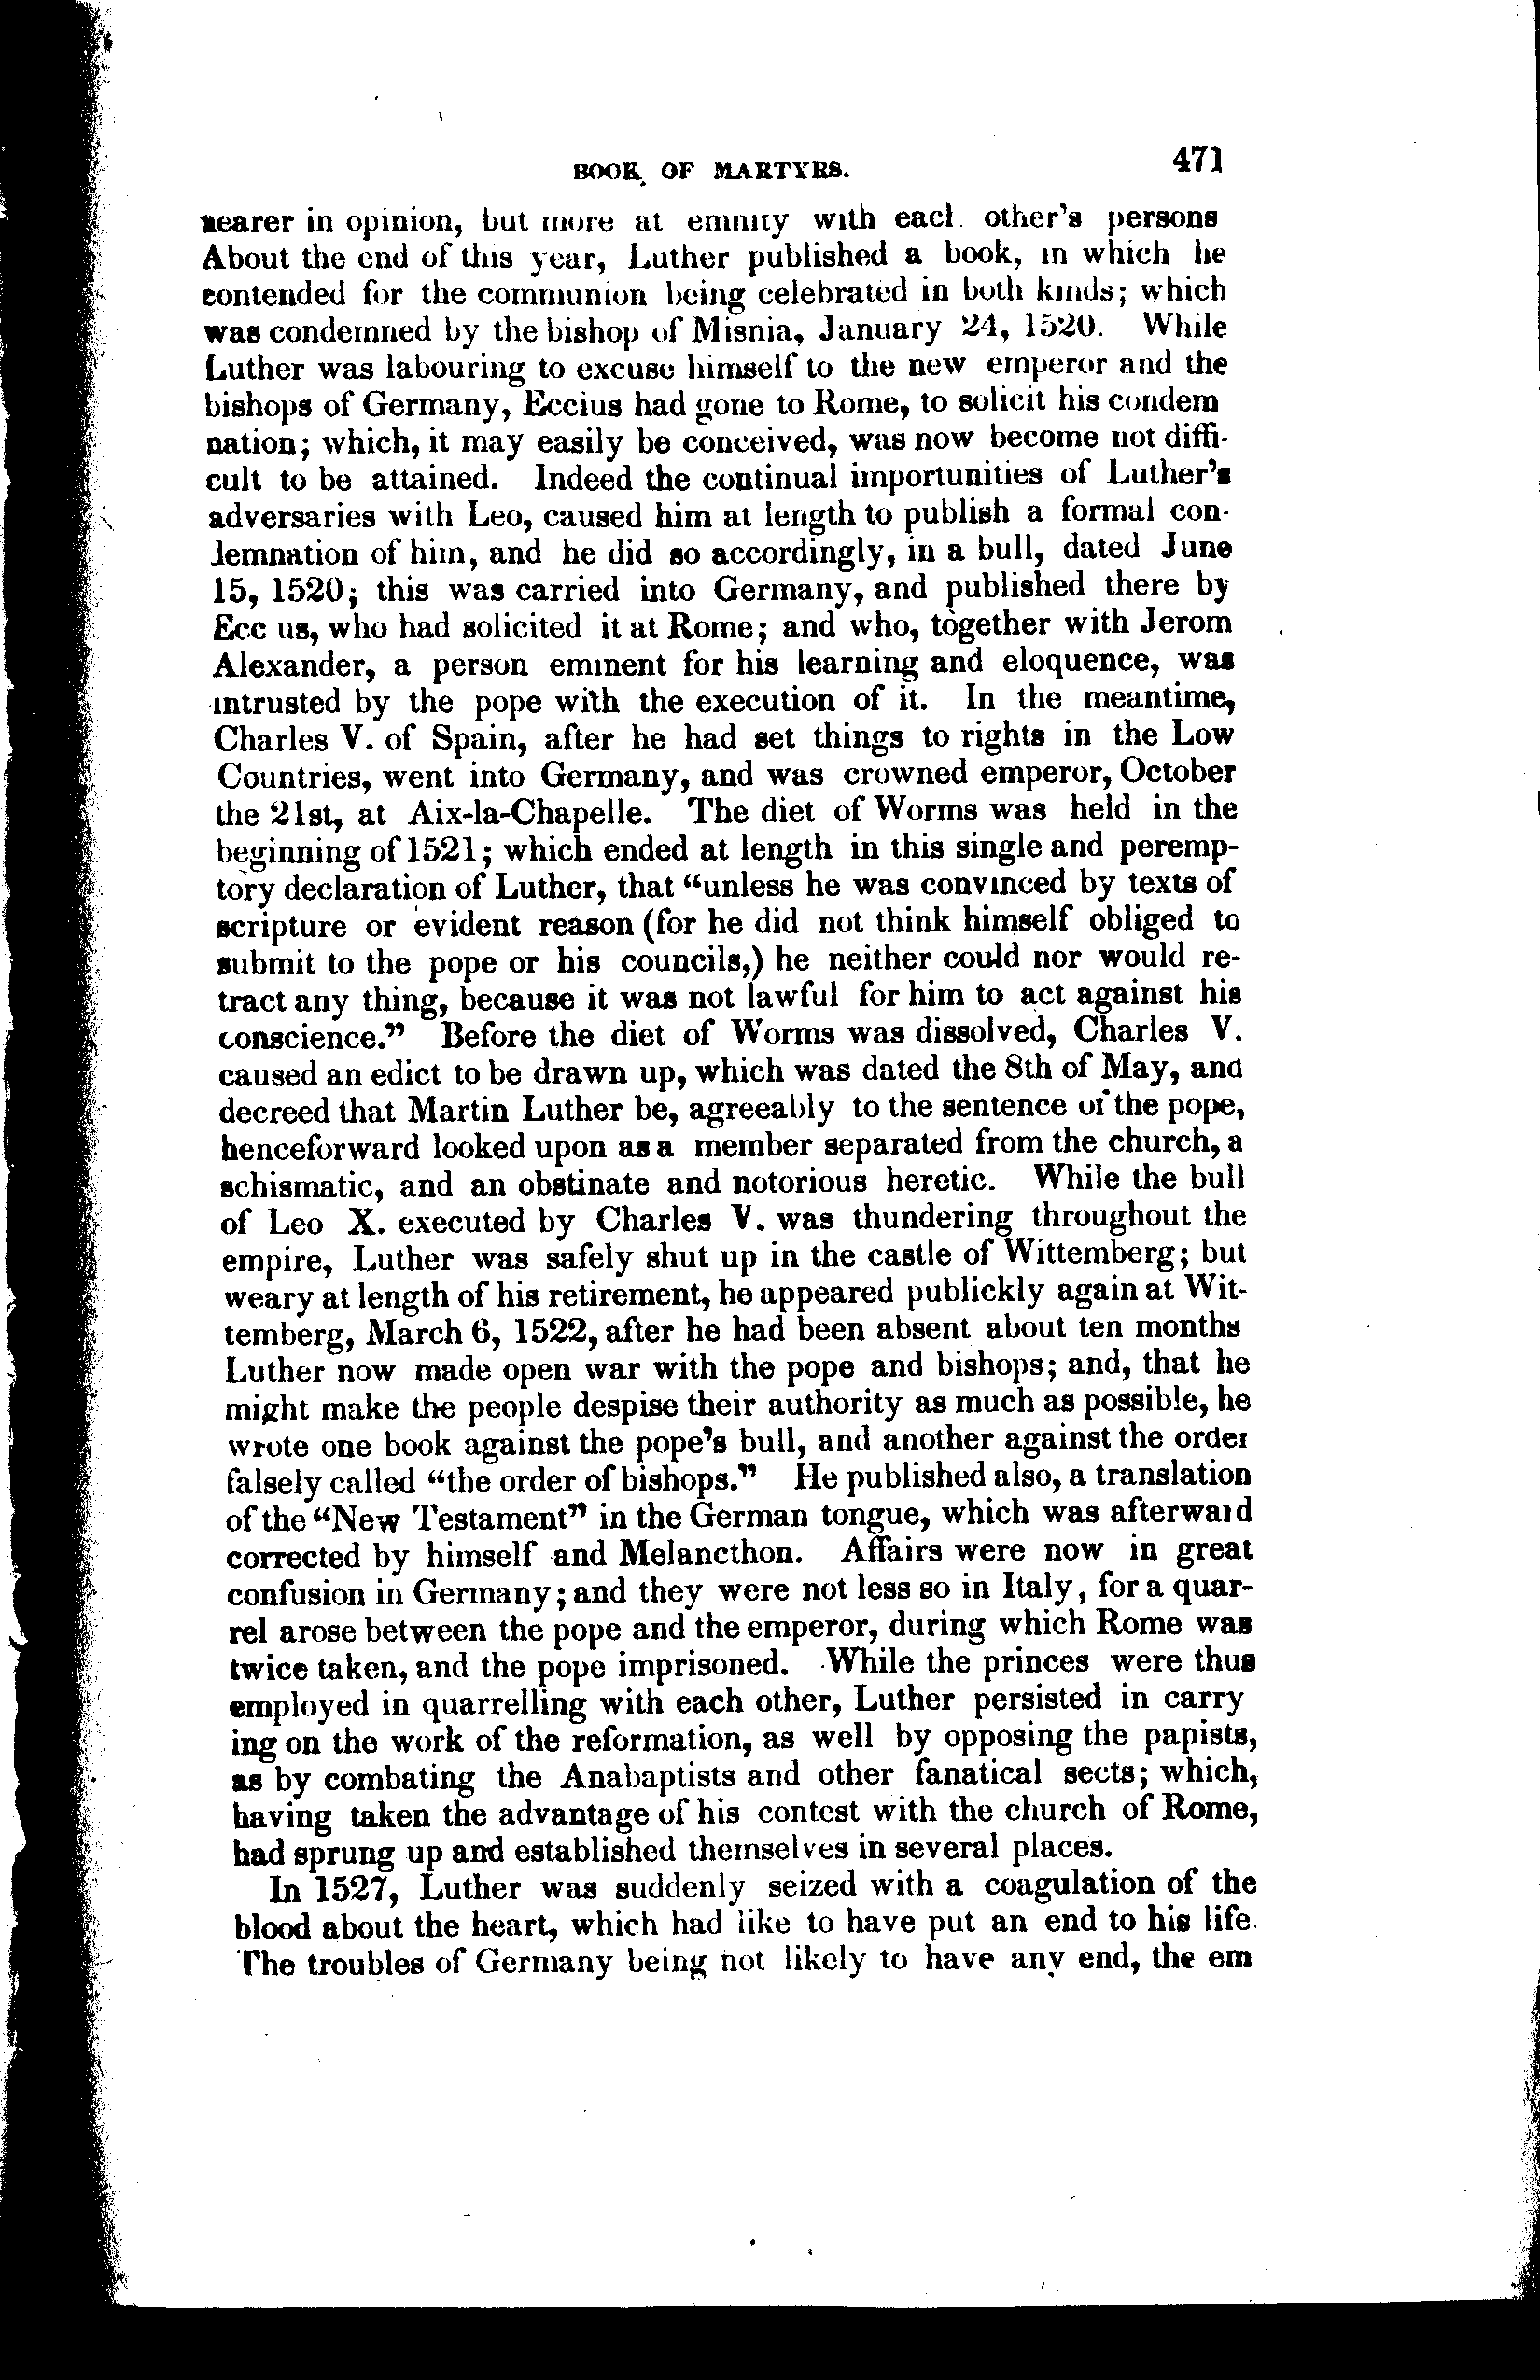 BOOK OF MARTYRS. 471
nearer in opinion, but more at enmity with each other's persons
About the end of this year, Luther published a book, in which he
contended for the communion being celebrated in both kinds; which
was condemned by the bishop of Misnia, January 24, 1520. While
Luther was labouring to excuse himself to the new emperor and the
bishops of Germany, Eccius had gone to Rome, to solicit his condem
nation; which, it may easily be conceived, was now become not diffi-
cult to be attained. Indeed the continual importunities of Luther's
adversaries with Leo, caused him at length to publish a formal con-
demnation of him, and he did so accordingly, in a bull, dated June
15, 1520; this was carried into Germany, and published there by
Ecc us, who had solicited it at Rome; and who, together with Jerom
Alexander, a person eminent for his learning and eloquence, was
intrusted by the pope with the execution of it. In the meantime,
Charles V. of Spain, after he had set things to rights in the Low
Countries, went into Germany, and was crowned emperor, October
the 21st, at Aix-la-Chapelle. The diet of Worms was held in the
beginning of 1521; which ended at length in this single and peremp-
tory declaration of Luther, that "unless he was convinced by texts of
scripture or evident reason (for he did not think himself obliged to
submit to the pope or his councils,) he neither could nor would re-
tract any thing, because it was not lawful for him to act against his
conscience." Before the diet of Worms was dissolved, Charles V.
caused an edict to be drawn up, which was dated the 8th of May, and
decreed that Martin Luther be, agreeably to the sentence of the pope,
henceforward looked upon as a member separated from the church, a
schismatic, and an obstinate and notorious heretic. While the bull
of Leo X. executed by Charles V. was thundering throughout the
empire, Luther was safely shut up in the castle of Wittemberg; but
weary at length of his retirement, he appeared publickly again at Wit-
temberg, March 6, 1522, after he had been absent about ten months
Luther now made open war with the pope and bishops; and, that he
might make the people despise their authority as much as possible, he
wrote one book against the pope's bull, and another against the order
falsely called "the order of bishops." He published also, a translation
of the "New Testament" in the German tongue, which was afterward
corrected by himself and Melancthon. Affairs were now in great
confusion in Germany; and they were not less so in Italy, for a quar-
rel arose between the pope and the emperor, during which Rome was
twice taken, and the pope imprisoned. While the princes were thus
employed in quarrelling with each other, Luther persisted in carry
ing on the work of the reformation, as well by opposing the papists,
as by combating the Anabaptists and other fanatical sects; which,
having taken the advantage of his contest with the church of Rome,
had sprung up and established themselves in several places.
In 1527, Luther was suddenly seized with a coagulation of the
blood about the heart, which had like to have put an end to his life.
The troubles of Germany being not likely to have any end, the em